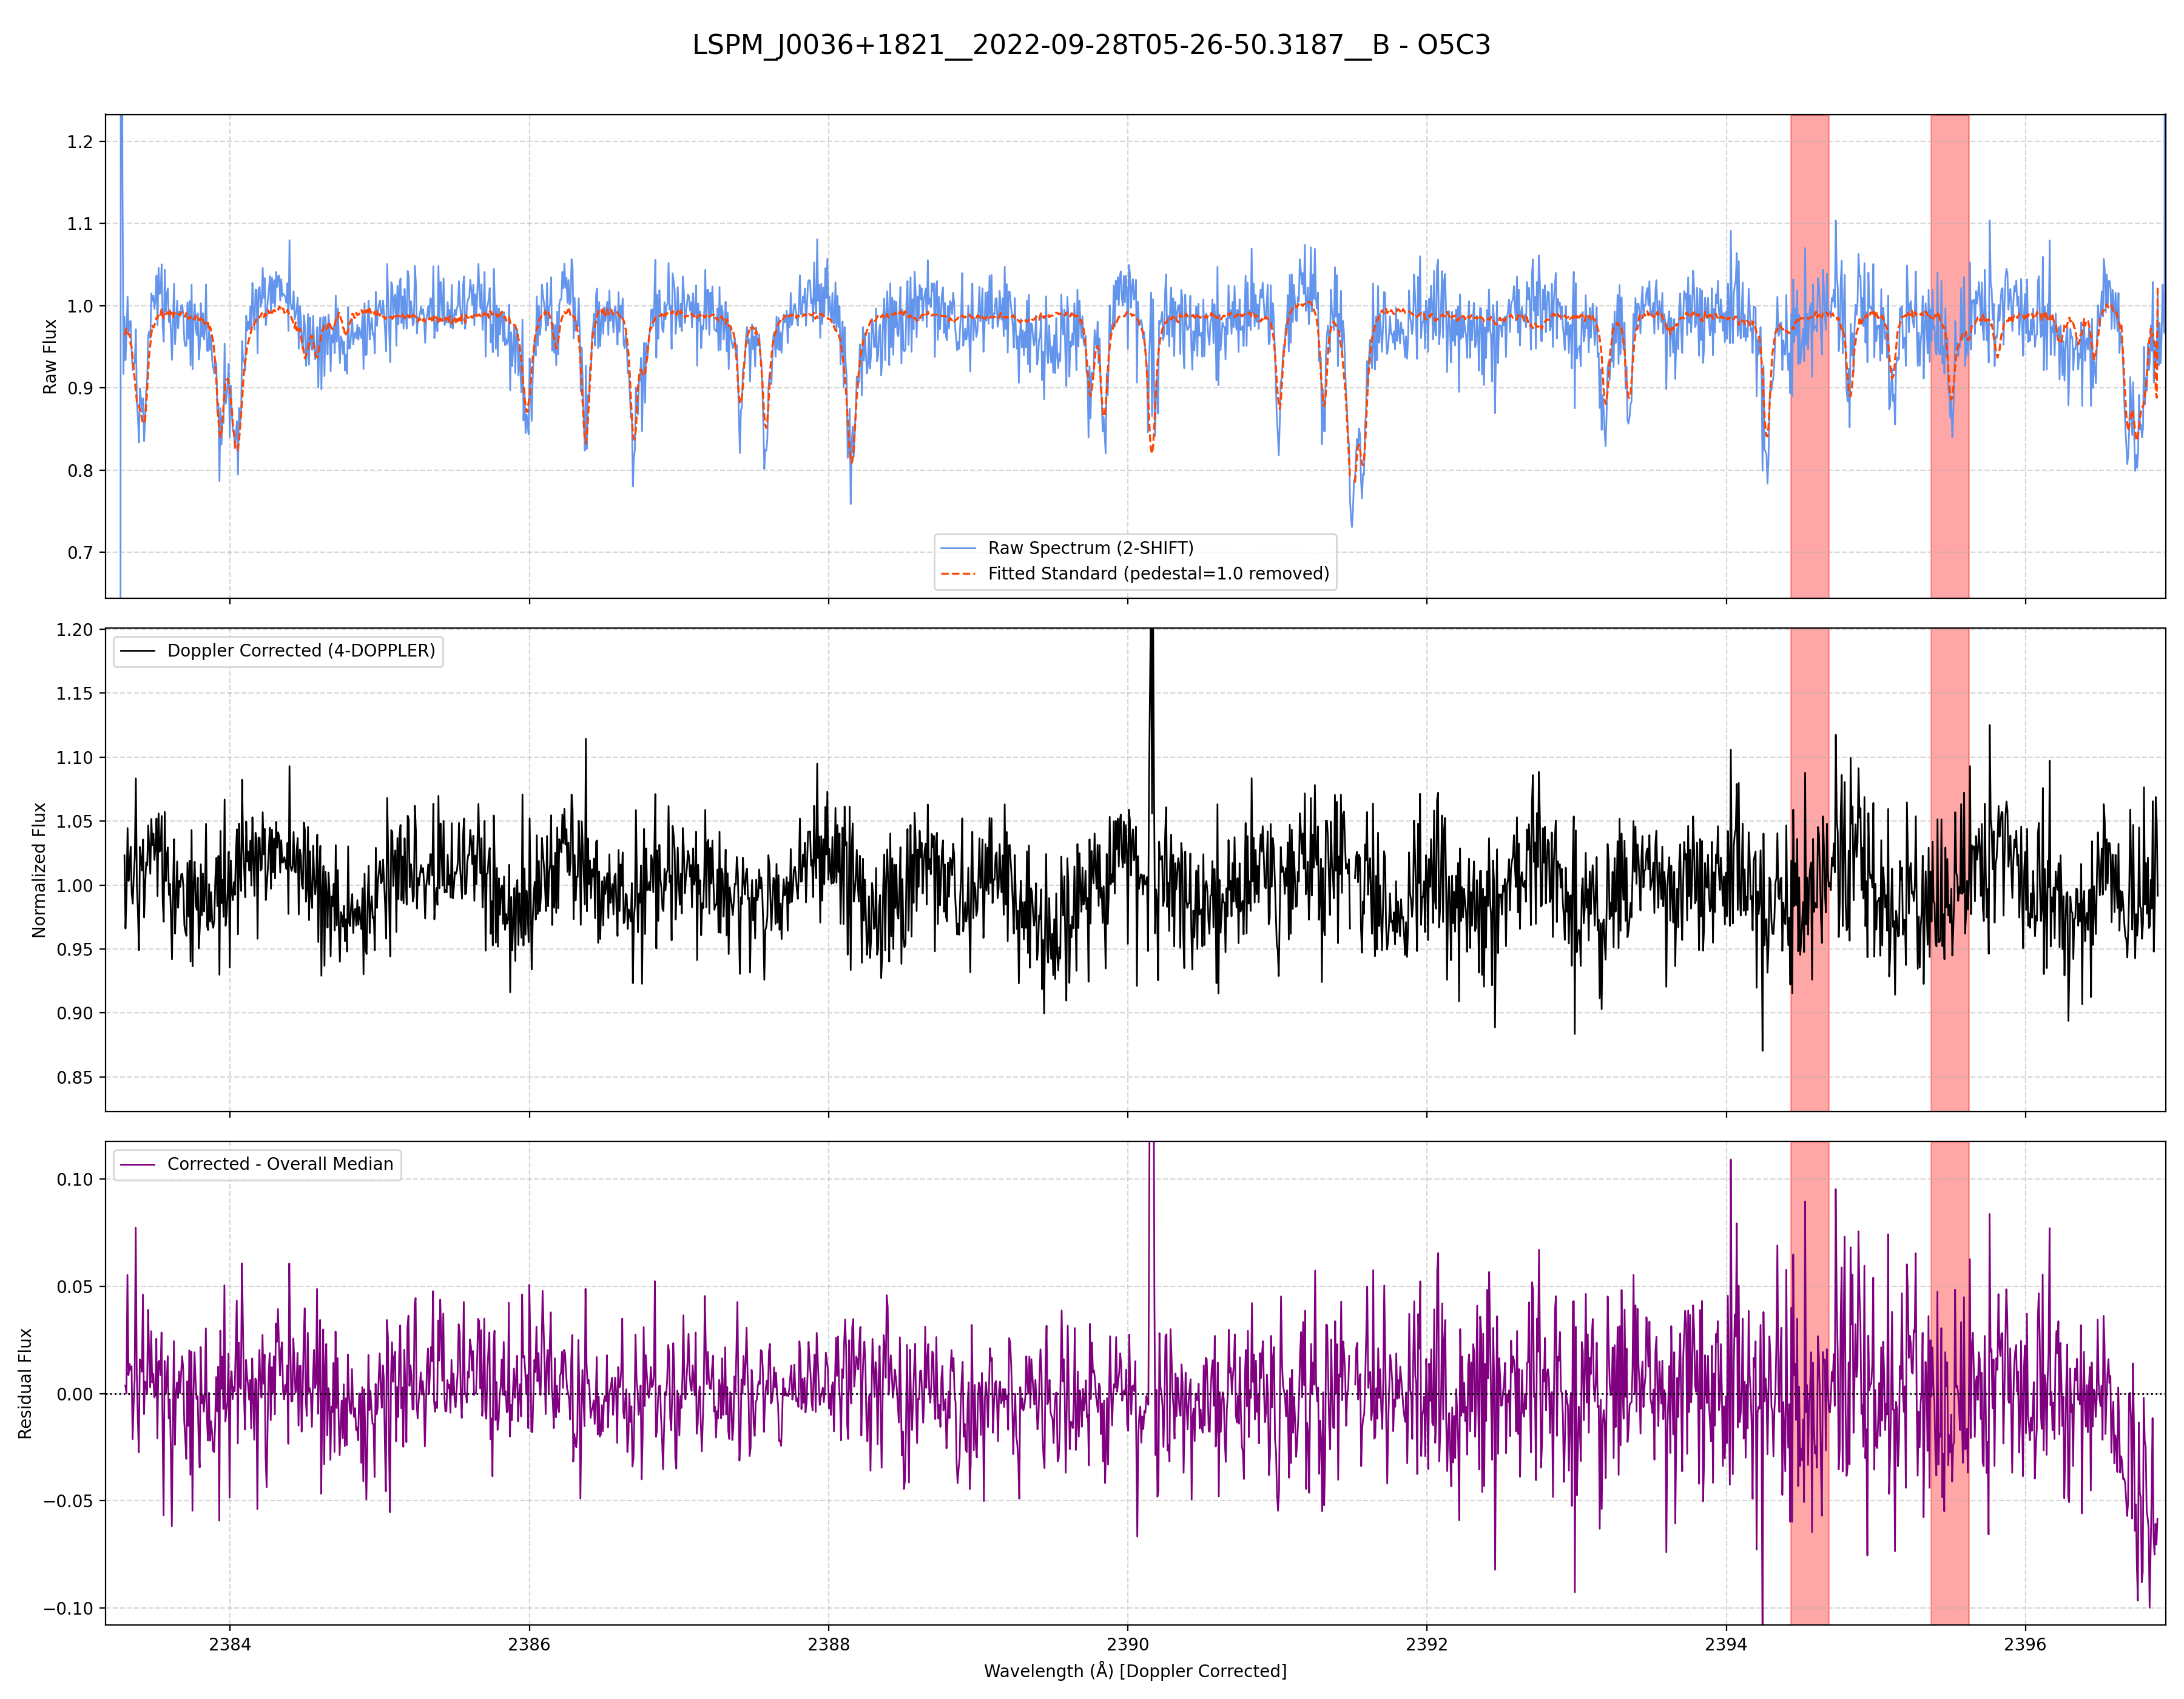 LSPM_J0036+1821__2022-09-28T05-26-50.3187__B - O5C3
Raw Flux
1.2
1.1
1.0
0.9
0.8
0.7
Raw Spectrum (2-SHIFT)
Fitted Standard (pedestal=1.0 removed)
Normalized Flux
1.20
1.15
1.10
1.05
1.00
0.95
0.90
0.85
Doppler Corrected (4-DOPPLER)
Residual Flux
0.10
0.05
0.00
−0.05
−0.10
Corrected - Overall Median
2384 2386 2388 2390 2392 2394 2396
Wavelength (Å) [Doppler Corrected]